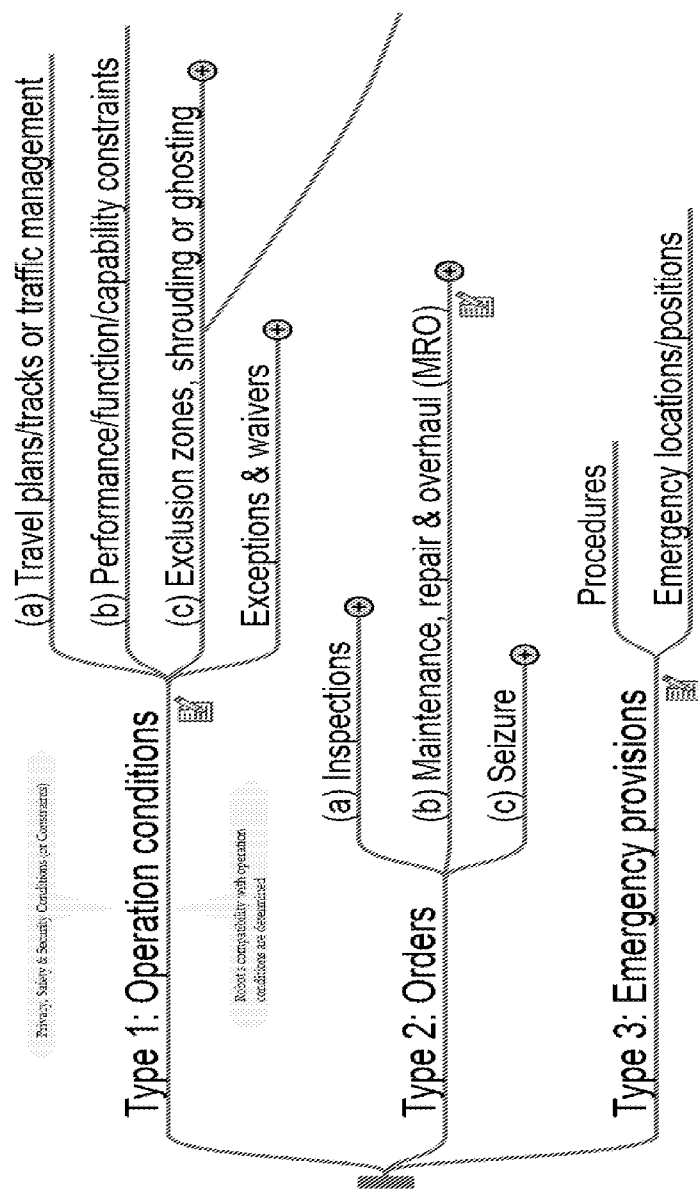 Privacy, Safety & Security Conditions (or Constraints)
Type 1: Operation conditions
Robot's compatibility with operation
conditions are determined
(a) Travel plans/tracks or traffic management
(b) Performance/function/capability constraints
(c) Exclusion zones, shrouding or ghosting
Exceptions & waivers
Type 2: Orders
(a) Inspections
(b) Maintenance, repair & overhaul (MRO)
(c) Seizure
Type 3: Emergency provisions
Procedures
Emergency locations/positions